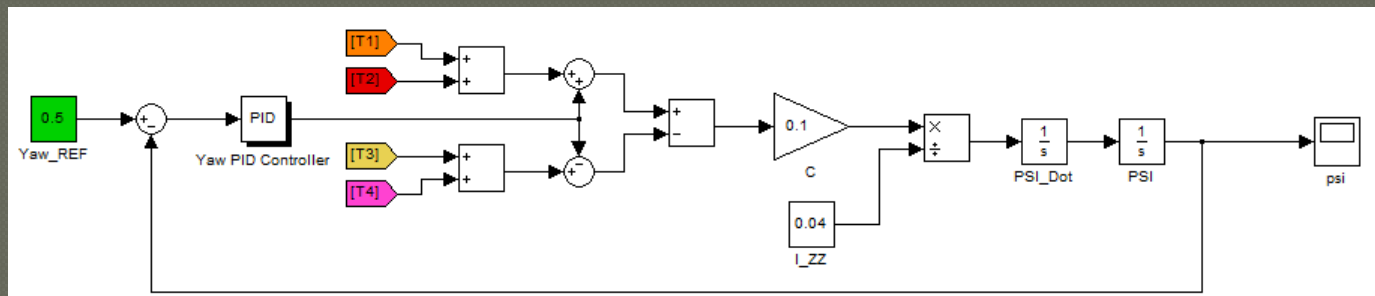 [T1]
+
[T2]
+
+
+
0.5
+
−
PID
+
−
0.1
×
÷
1
s
1
s
Yaw_REF
Yaw PID Controller
[T3]
+
−
[T4]
+
C
PSI_Dot
PSI
psi
0.04
I_ZZ